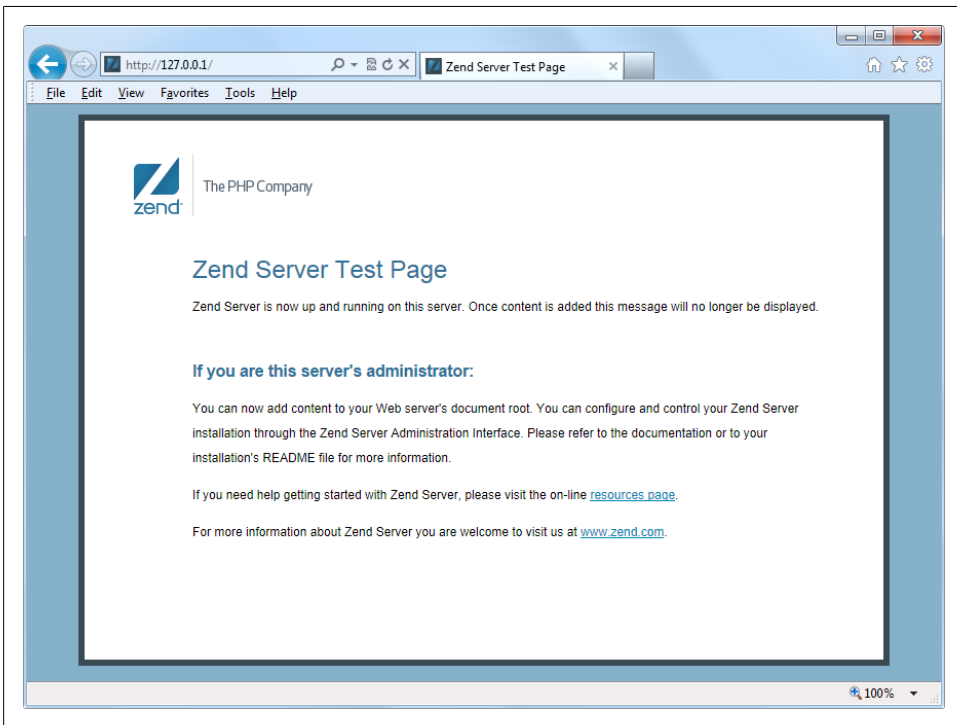 http://127.0.0.1/
Zend Server Test Page
File Edit View Favorites Tools Help
zend
The PHP Company
Zend Server Test Page
Zend Server is now up and running on this server. Once content is added this message will no longer be displayed.
If you are this server's administrator:
You can now add content to your Web server's document root. You can configure and control your Zend Server
installation through the Zend Server Administration Interface. Please refer to the documentation or to your
installation's README file for more information.
If you need help getting started with Zend Server, please visit the on-line resources page.
For more information about Zend Server you are welcome to visit us at www.zend.com.
100%